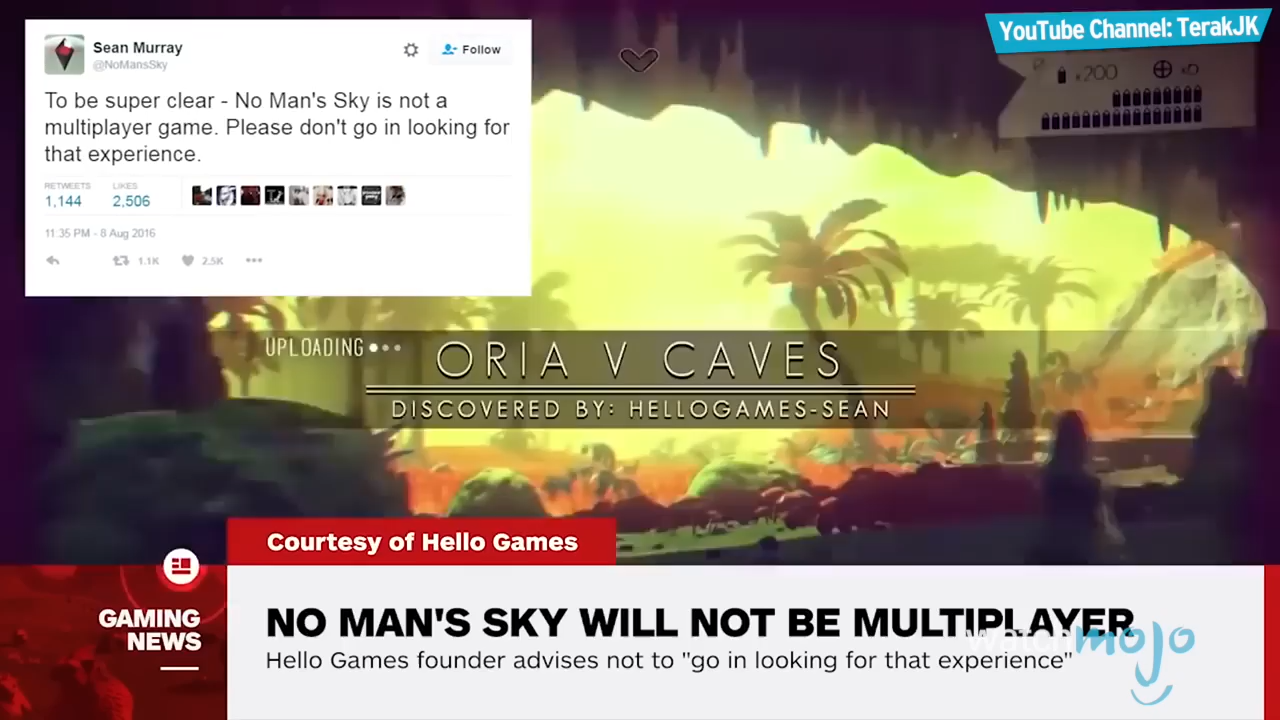 YouTube Channel: TerakJK
Sean Murray
@NoMansSky
Follow
To be super clear - No Man's Sky is not a
multiplayer game. Please don't go in looking for
that experience.
RETWEETS
LIKES
1,144
2,506
11:35 PM - 8 Aug 2016
1.1K
2.5K
x200
UPLOADING
ORIA V CAVES
DISCOVERED BY: HELLOGAMES-SEAN
Courtesy of Hello Games
GAMING
NEWS
NO MAN'S SKY WILL NOT BE MULTIPLAYER
Hello Games founder advises not to "go in looking for that experience"
watchmojo